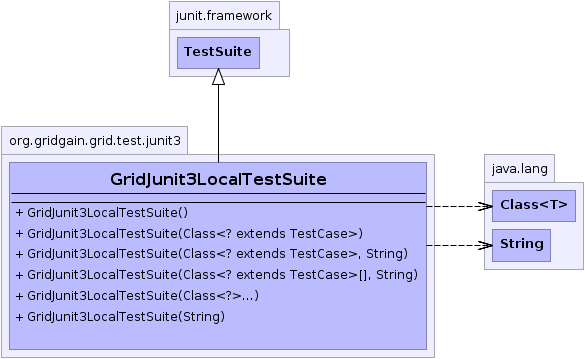 junit.framework
TestSuite
org.gridgain.grid.test.junit3
GridJunit3LocalTestSuite
+ GridJunit3LocalTestSuite()
+ GridJunit3LocalTestSuite(Class<? extends TestCase>)
+ GridJunit3LocalTestSuite(Class<? extends TestCase>, String)
+ GridJunit3LocalTestSuite(Class<? extends TestCase>[], String)
+ GridJunit3LocalTestSuite(Class<?>...)
+ GridJunit3LocalTestSuite(String)
java.lang
Class<T>
String